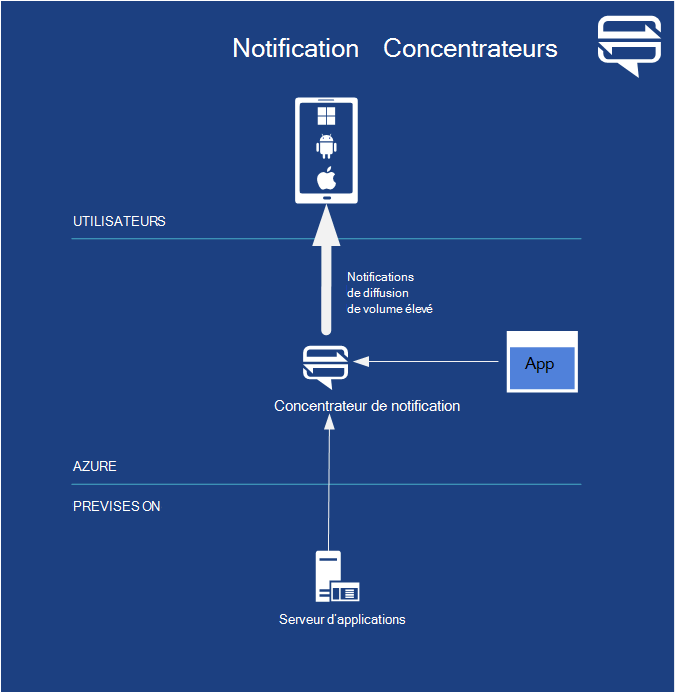 Notification Concentrateurs
UTILISATEURS
Notifications
de diffusion
de volume élevé
App
Concentrateur de notification
AZURE
PREVISES ON
Serveur d'applications